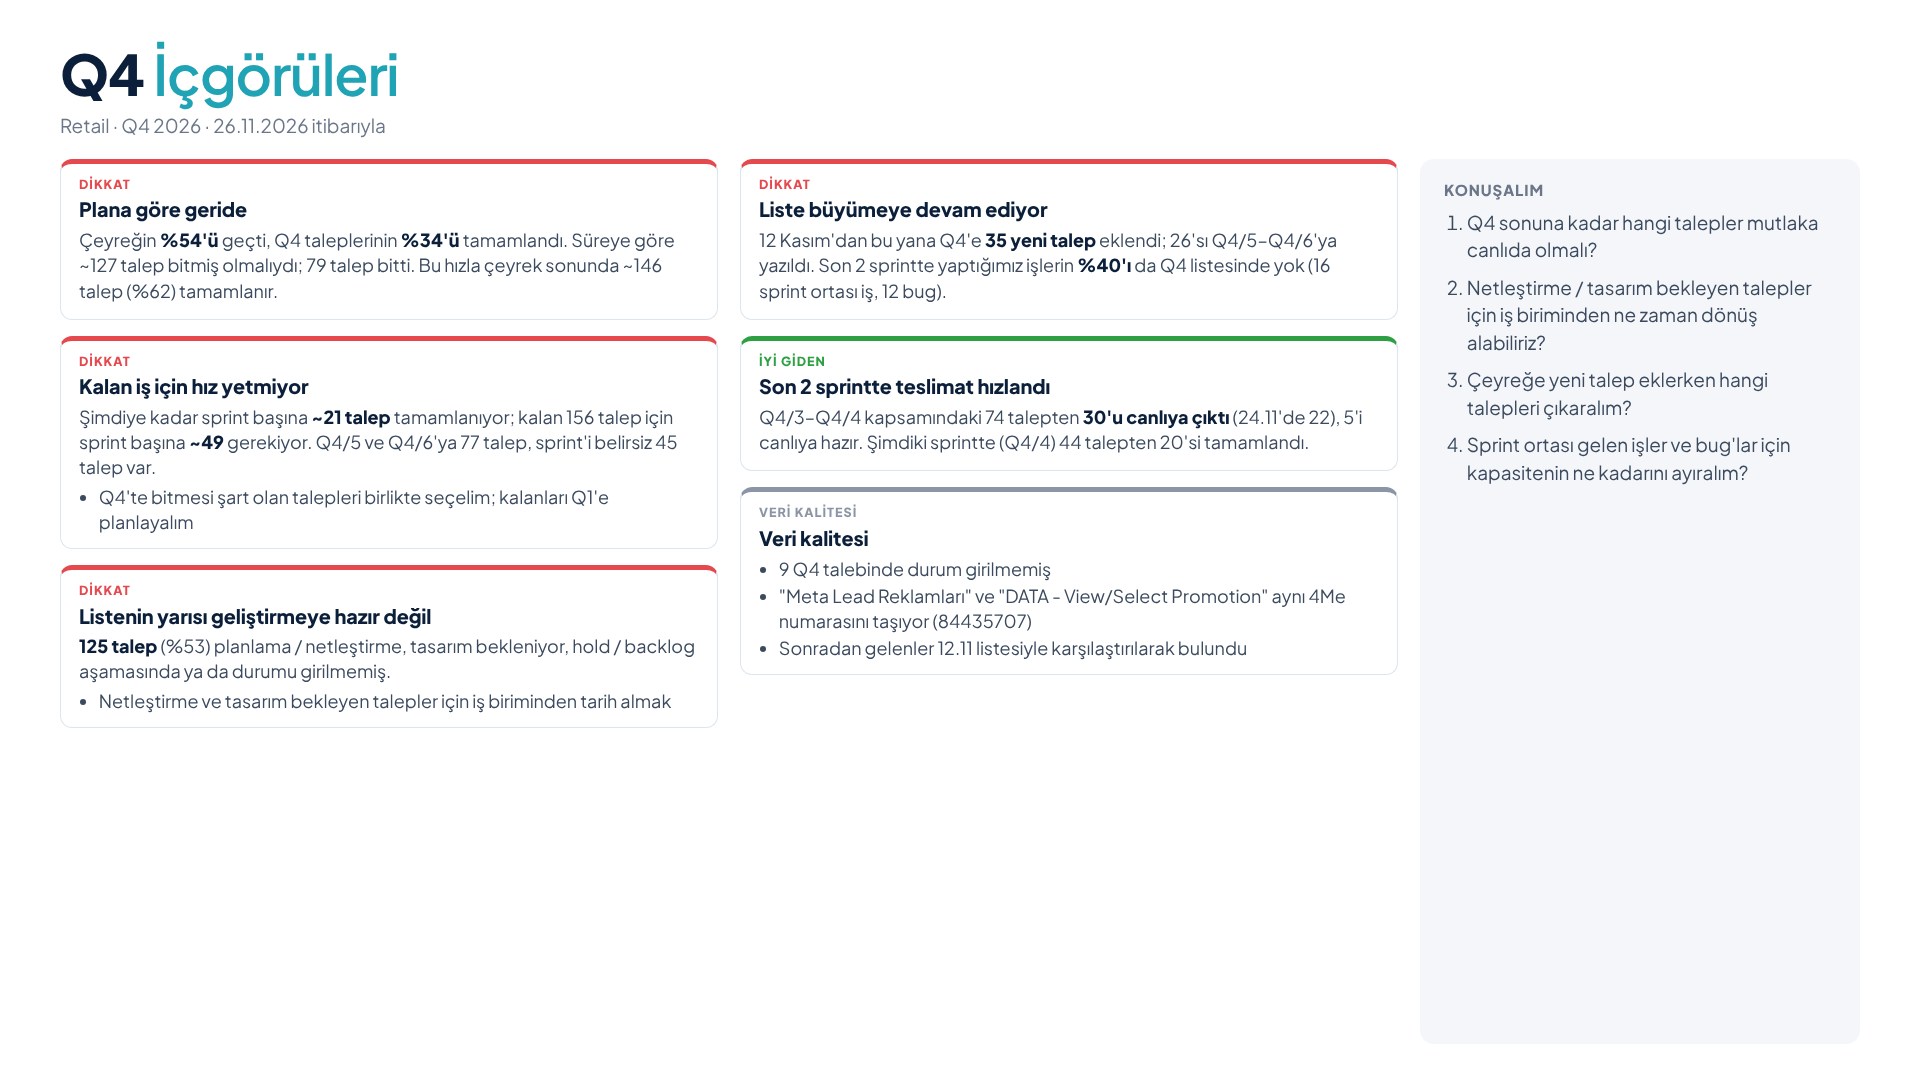 Q4 İçgörüleri
Retail · Q4 2026 · 26.11.2026 itibarıyla
DİKKAT
Plana göre geride
Çeyreğin %54'ü geçti, Q4 taleplerinin %34'ü tamamlandı. Süreye göre
~127 talep bitmiş olmalıydı; 79 talep bitti. Bu hızla çeyrek sonunda ~146
talep (%62) tamamlanır.
DİKKAT
Kalan iş için hız yetmiyor
Şimdiye kadar sprint başına ~21 talep tamamlanıyor; kalan 156 talep için
sprint başına ~49 gerekiyor. Q4/5 ve Q4/6'ya 77 talep, sprint'i belirsiz 45
talep var.
• Q4'te bitmesi şart olan talepleri birlikte seçelim; kalanları Q1'e
planlayalım
DİKKAT
Listenin yarısı geliştirmeye hazır değil
125 talep (%53) planlama / netleştirme, tasarım bekleniyor, hold / backlog
aşamasında ya da durumu girilmemiş.
• Netleştirme ve tasarım bekleyen talepler için iş biriminden tarih almak
DİKKAT
Liste büyümeye devam ediyor
12 Kasım'dan bu yana Q4'e 35 yeni talep eklendi; 26'sı Q4/5–Q4/6'ya
yazıldı. Son 2 sprintte yaptığımız işlerin %40'ı da Q4 listesinde yok (16
sprint ortası iş, 12 bug).
İYİ GİDEN
Son 2 sprintte teslimat hızlandı
Q4/3–Q4/4 kapsamındaki 74 talepten 30'u canlıya çıktı (24.11'de 22), 5'i
canlıya hazır. Şimdiki sprintte (Q4/4) 44 talepten 20'si tamamlandı.
VERİ KALİTESİ
Veri kalitesi
• 9 Q4 talebinde durum girilmemiş
• "Meta Lead Reklamları" ve "DATA - View/Select Promotion" aynı 4Me
numarasını taşıyor (84435707)
• Sonradan gelenler 12.11 listesiyle karşılaştırılarak bulundu
KONUŞALIM
1. Q4 sonuna kadar hangi talepler mutlaka
canlıda olmalı?
2. Netleştirme / tasarım bekleyen talepler
için iş biriminden ne zaman dönüş
alabiliriz?
3. Çeyreğe yeni talep eklerken hangi
talepleri çıkaralım?
4. Sprint ortası gelen işler ve bug'lar için
kapasitenin ne kadarını ayıralım?